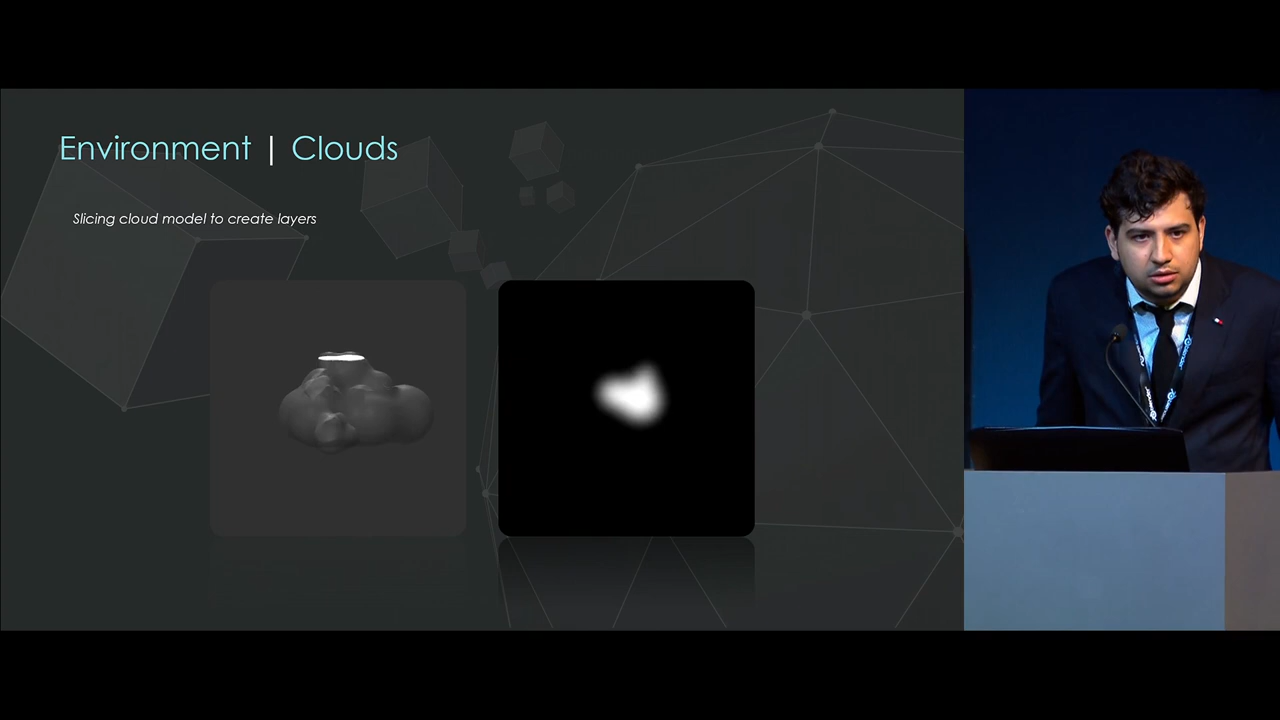 Environment | Clouds
Slicing cloud model to create layers